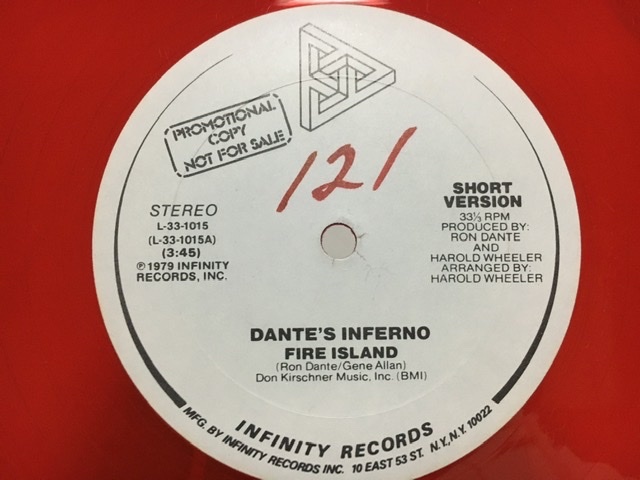 PROMOTIONAL
COPY
NOT FOR SALE
121
STEREO
L-33-1015
(L-33-1015A)
(3:45)
℗ 1979 INFINITY
RECORDS, INC.
SHORT
VERSION
33⅓ RPM
PRODUCED BY:
RON DANTE
AND
HAROLD WHEELER
ARRANGED BY:
HAROLD WHEELER
DANTE'S INFERNO
FIRE ISLAND
(Ron Dante/Gene Allan)
Don Kirschner Music, Inc. (BMI)
INFINITY RECORDS
MFG. BY INFINITY RECORDS INC. 10 EAST 53 ST. N.Y., N.Y. 10022